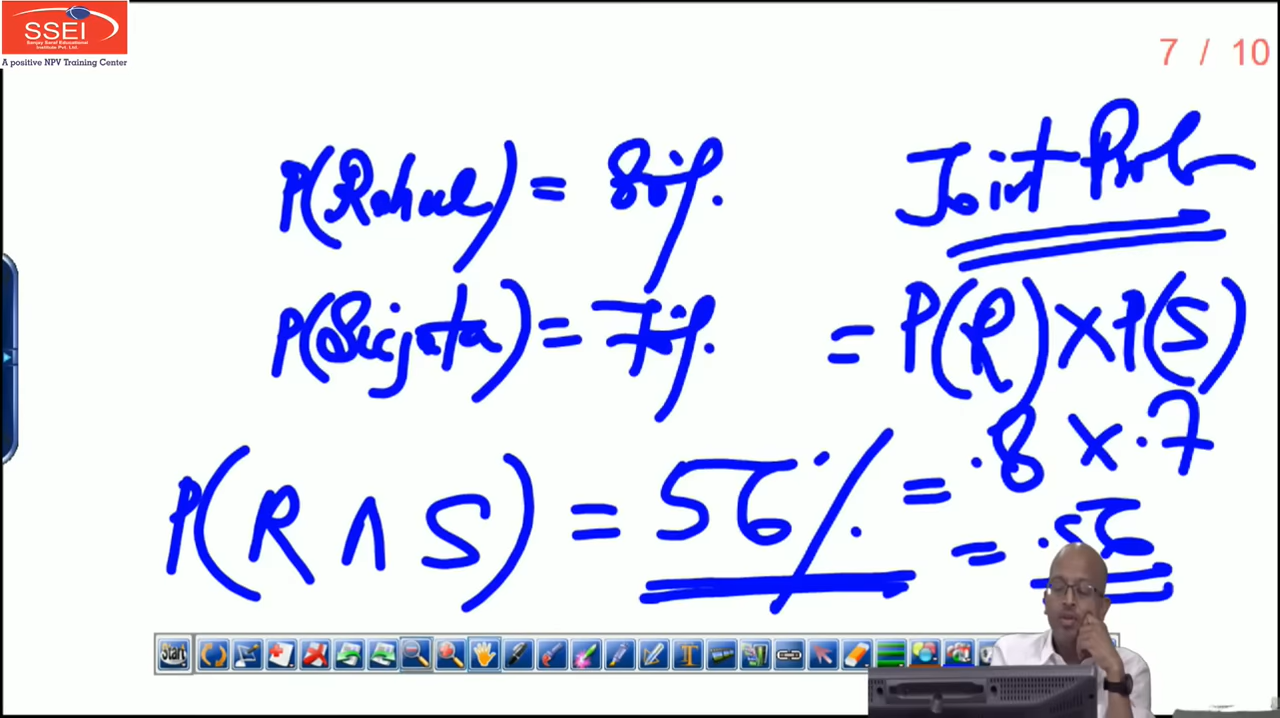 SSEI
Sanjay Saraf Educational
Institute Pvt. Ltd.
A positive NPV Training Center
7 / 10
P(Rahul) = 80%.
P(Sujata) = 70%.
P(R ∧ S) = 56%.
Joint Prob
= P(R) X P(S)
= .8 X .7
= .56
Start
T